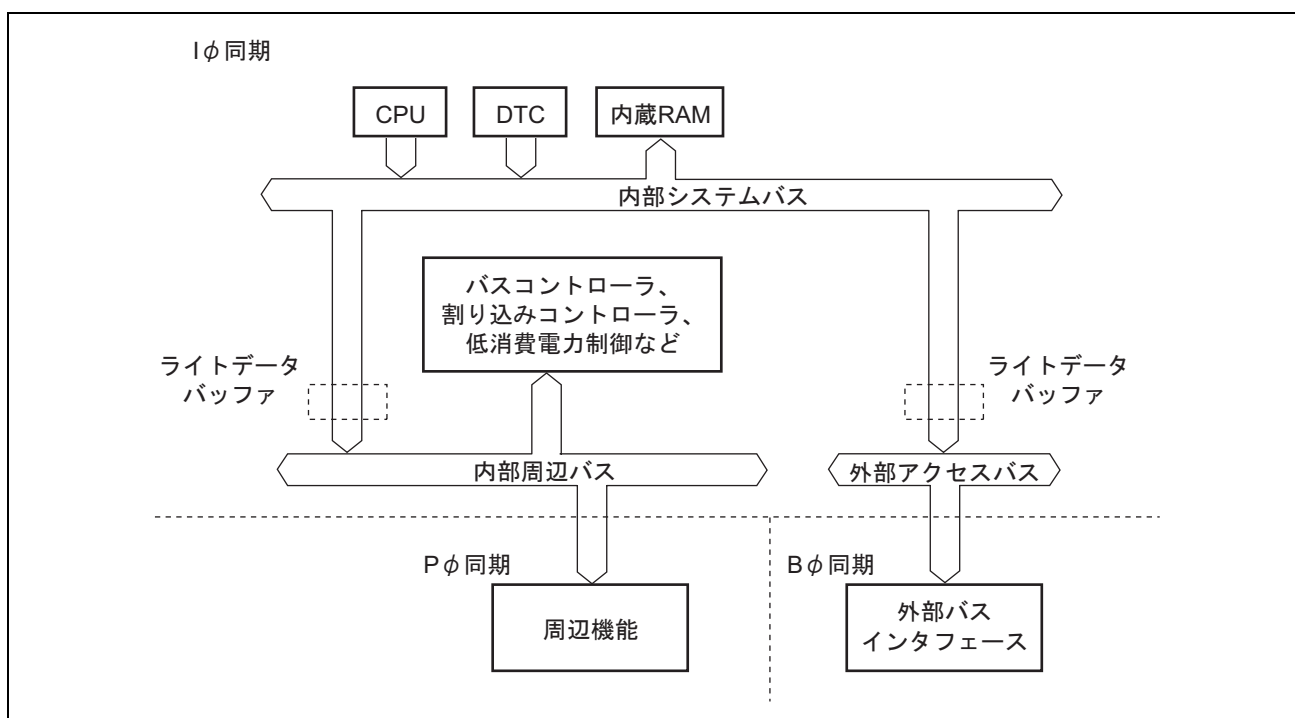 Iφ同期
CPU
DTC
内蔵RAM
内部システムバス
バスコントローラ、
割り込みコントローラ、
低消費電力制御など
ライトデータ
バッファ
ライトデータ
バッファ
内部周辺バス
外部アクセスバス
Pφ同期
Bφ同期
周辺機能
外部バス
インタフェース